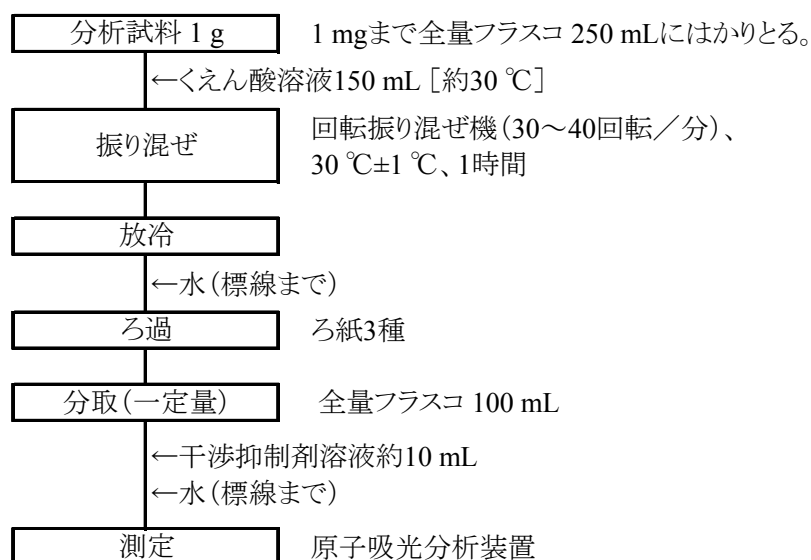 分析試料 1 g 1 mgまで全量フラスコ 250 mLにはかりとる。
←くえん酸溶液150 mL［約30 ℃］
振り混ぜ 回転振り混ぜ機（30～40回転／分）、
30 ℃±1 ℃、1時間
放冷
←水（標線まで）
ろ過 ろ紙3種
分取（一定量） 全量フラスコ 100 mL
←干渉抑制剤溶液約10 mL
←水（標線まで）
測定 原子吸光分析装置